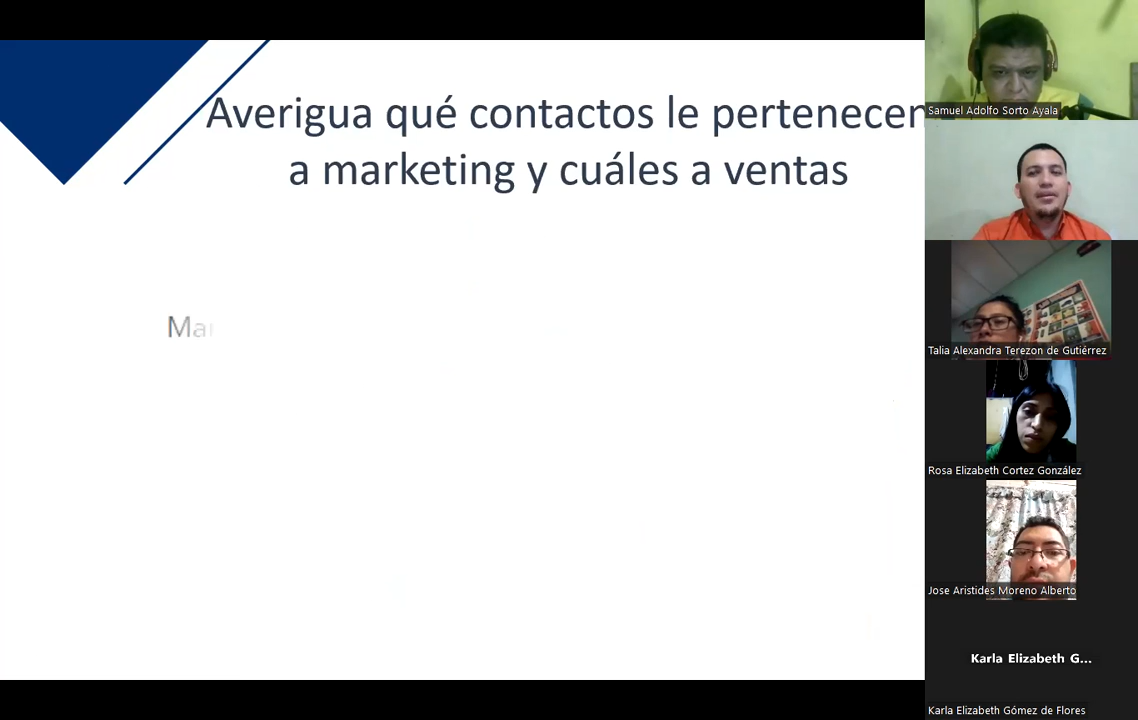 Averigua qué contactos le pertenecen
a marketing y cuáles a ventas
Samuel Adolfo Sorto Ayala
Talia Alexandra Terezon de Gutiérrez
Rosa Elizabeth Cortez González
Jose Aristides Moreno Alberto
Karla Elizabeth G...
Karla Elizabeth Gómez de Flores